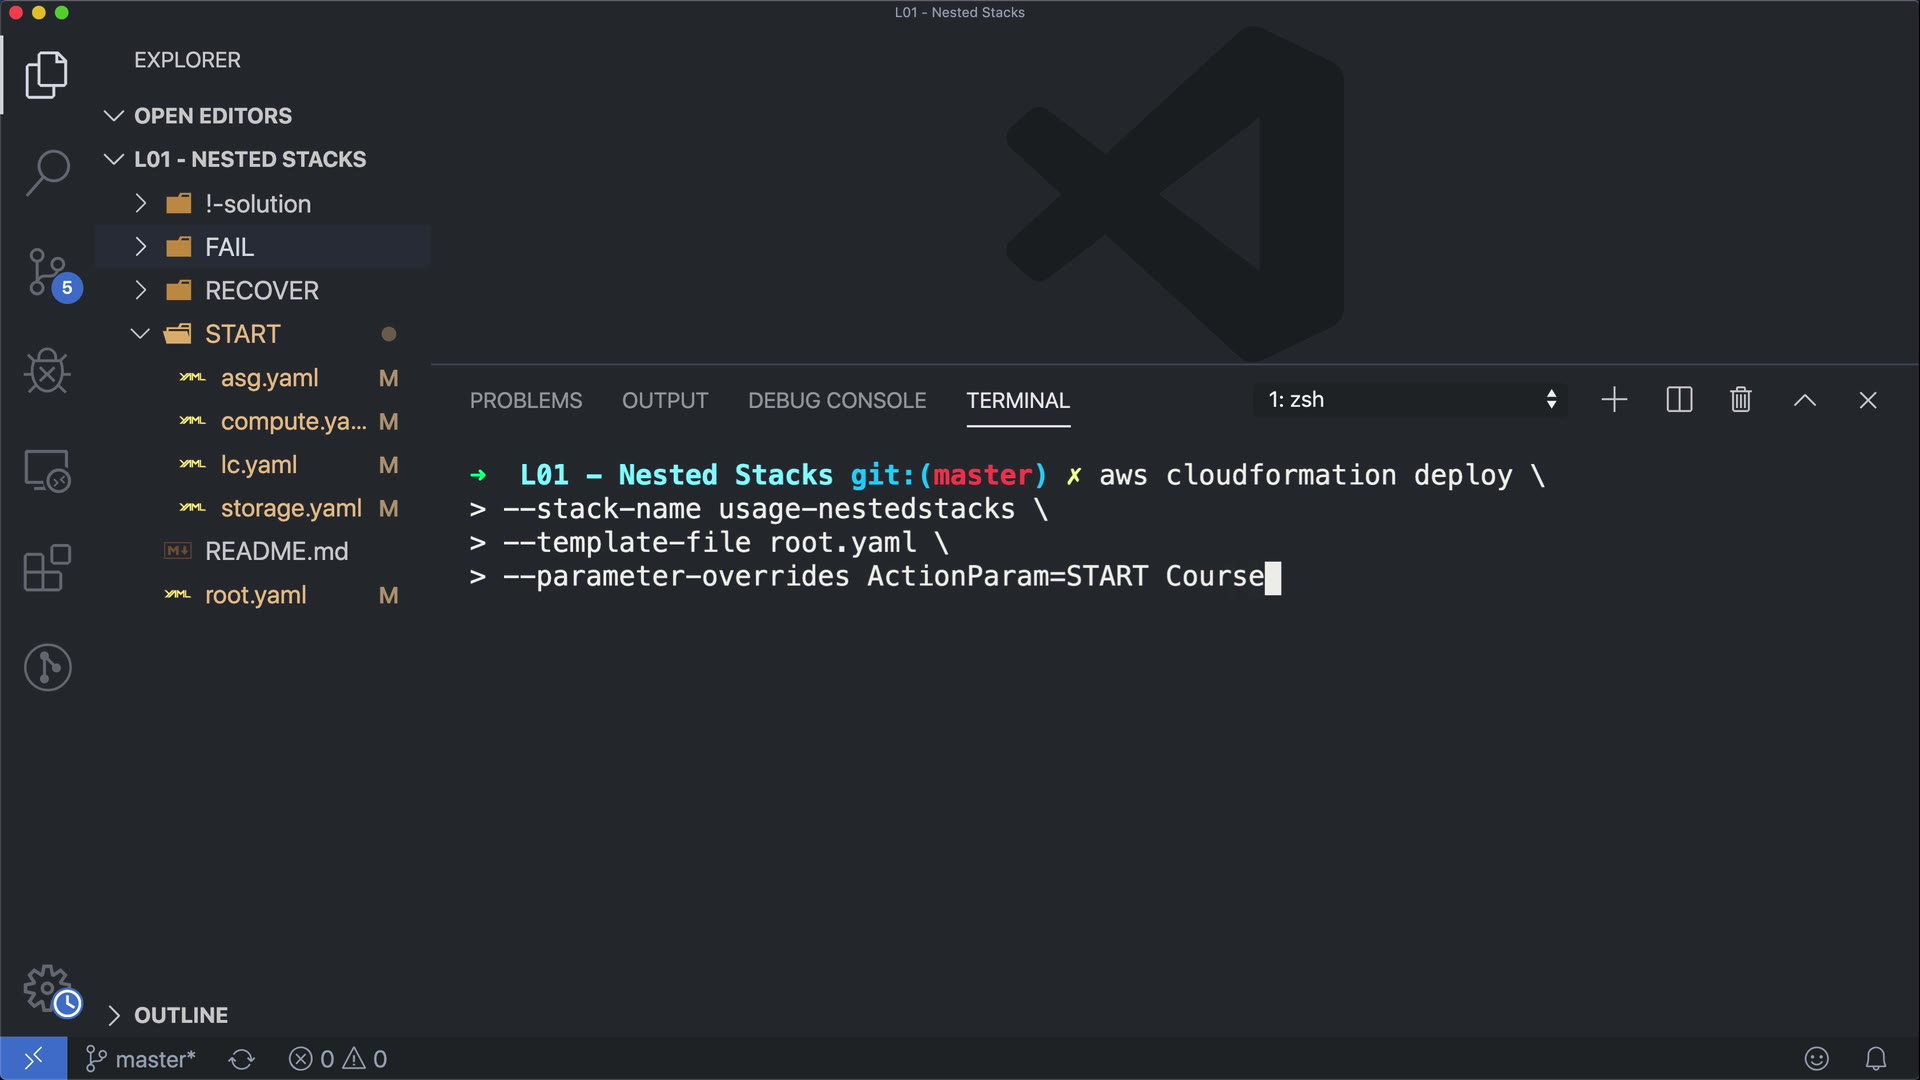 L01 - Nested Stacks
EXPLORER
OPEN EDITORS
L01 - NESTED STACKS
!-solution
FAIL
RECOVER
START
asg.yaml M
compute.ya... M
lc.yaml M
storage.yaml M
README.md
root.yaml M
OUTLINE
5
PROBLEMS OUTPUT DEBUG CONSOLE TERMINAL 1: zsh
➜ L01 - Nested Stacks git:(master) ✗ aws cloudformation deploy \
> --stack-name usage-nestedstacks \
> --template-file root.yaml \
> --parameter-overrides ActionParam=START Course
master* 0 0